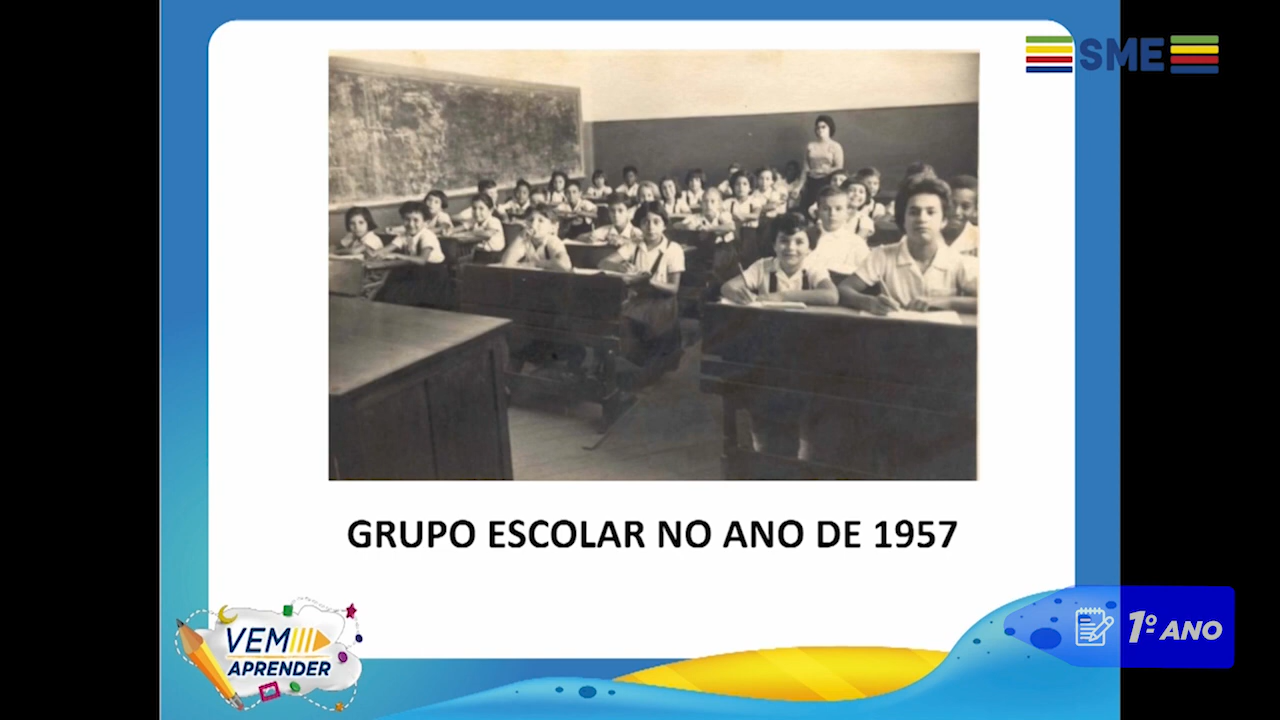 SME
GRUPO ESCOLAR NO ANO DE 1957
VEM
APRENDER
1º ANO